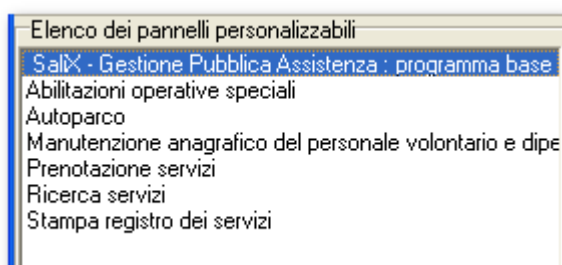 Elenco dei pannelli personalizzabili
SaliX - Gestione Pubblica Assistenza : programma base
Abilitazioni operative speciali
Autoparco
Manutenzione anagrafico del personale volontario e dipe
Prenotazione servizi
Ricerca servizi
Stampa registro dei servizi